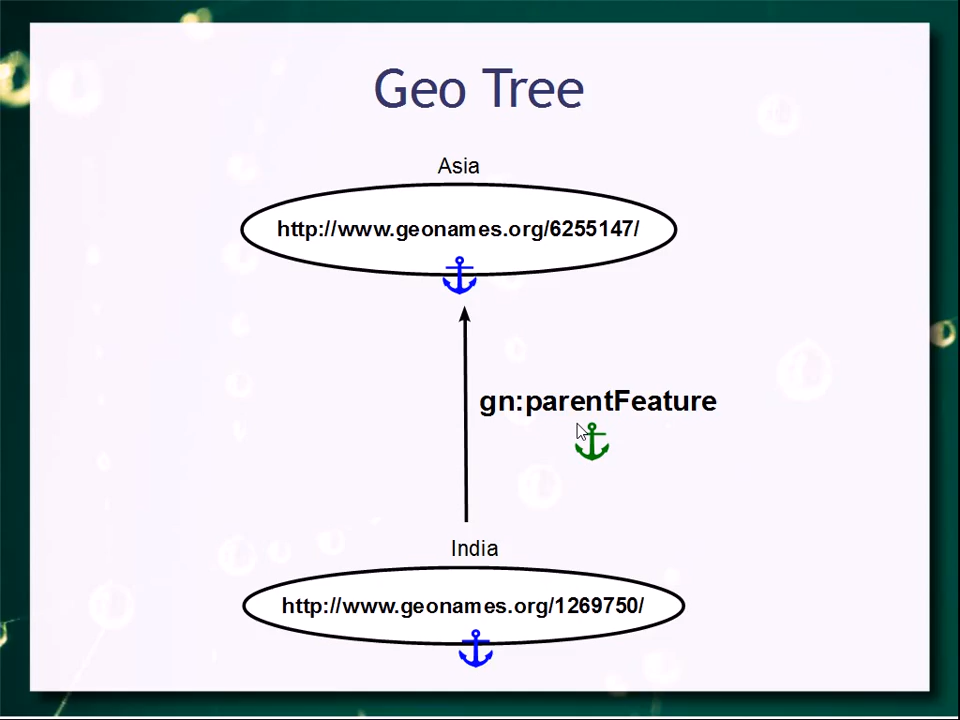 Geo Tree
Asia
http://www.geonames.org/6255147/
gn:parentFeature
India
http://www.geonames.org/1269750/